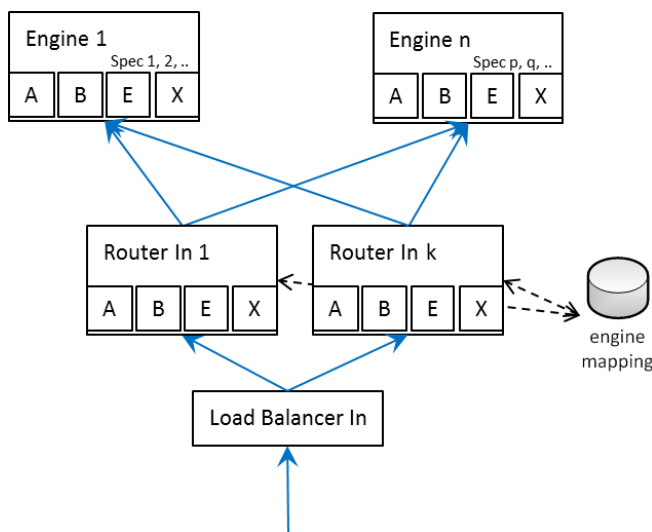 Engine 1
Spec 1, 2, ..
A B E X
Engine n
Spec p, q, ..
A B E X
Router In 1
A B E X
Router In k
A B E X
engine
mapping
Load Balancer In